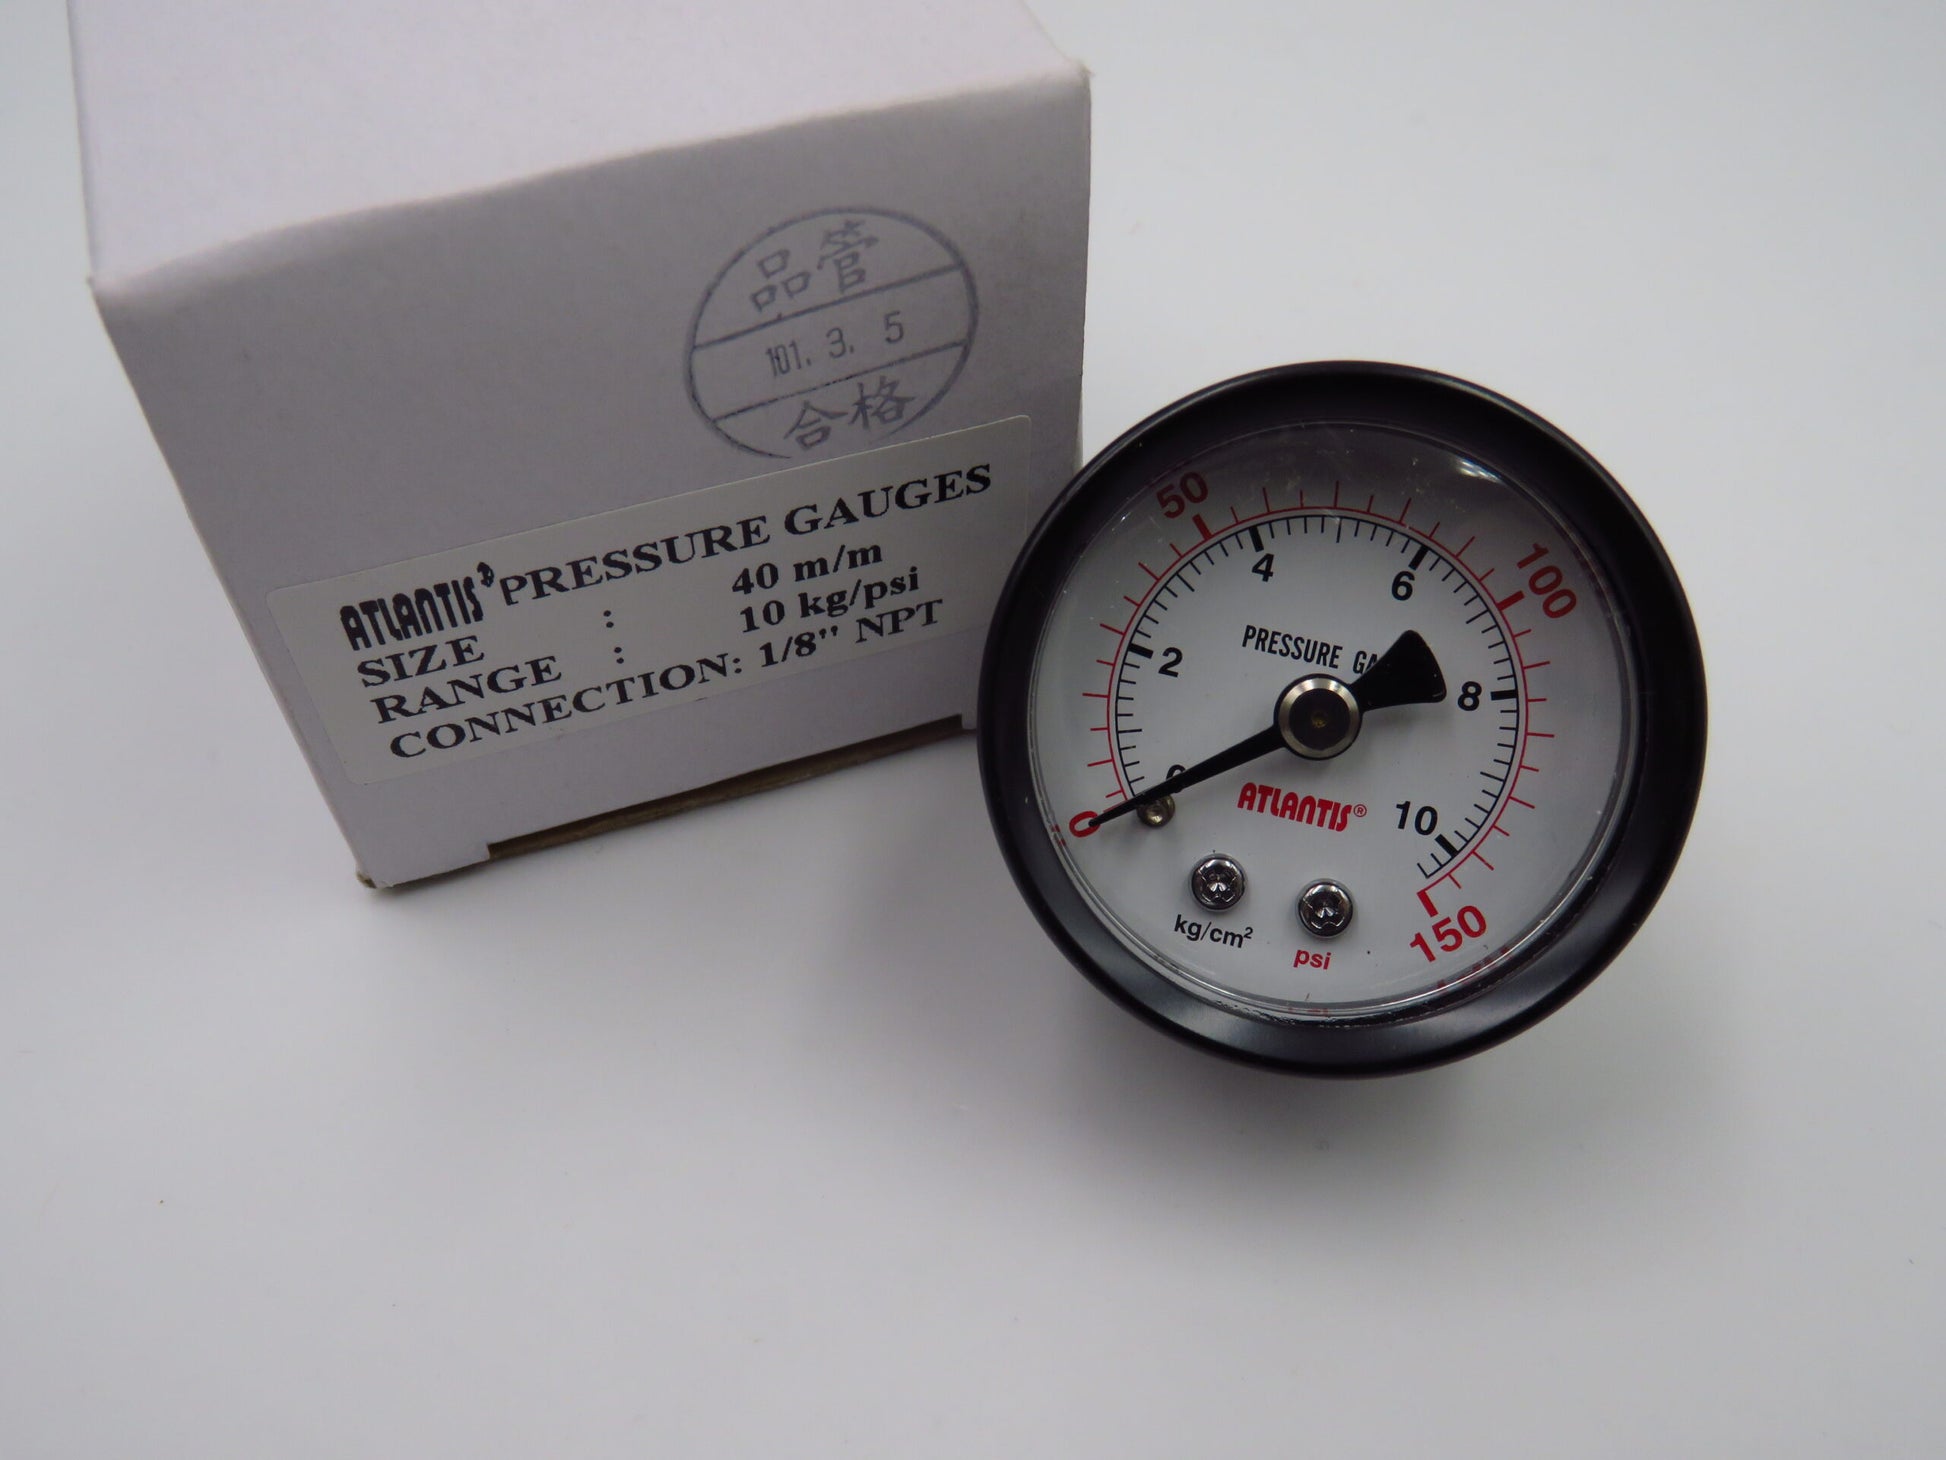 品管
101. 3. 5
合格
ATLANTIS® PRESSURE GAUGES
SIZE : 40 m/m
RANGE : 10 kg/psi
CONNECTION: 1/8" NPT
50
100
4
6
2
8
PRESSURE GA
0
0
10
ATLANTIS®
150
kg/cm²
psi